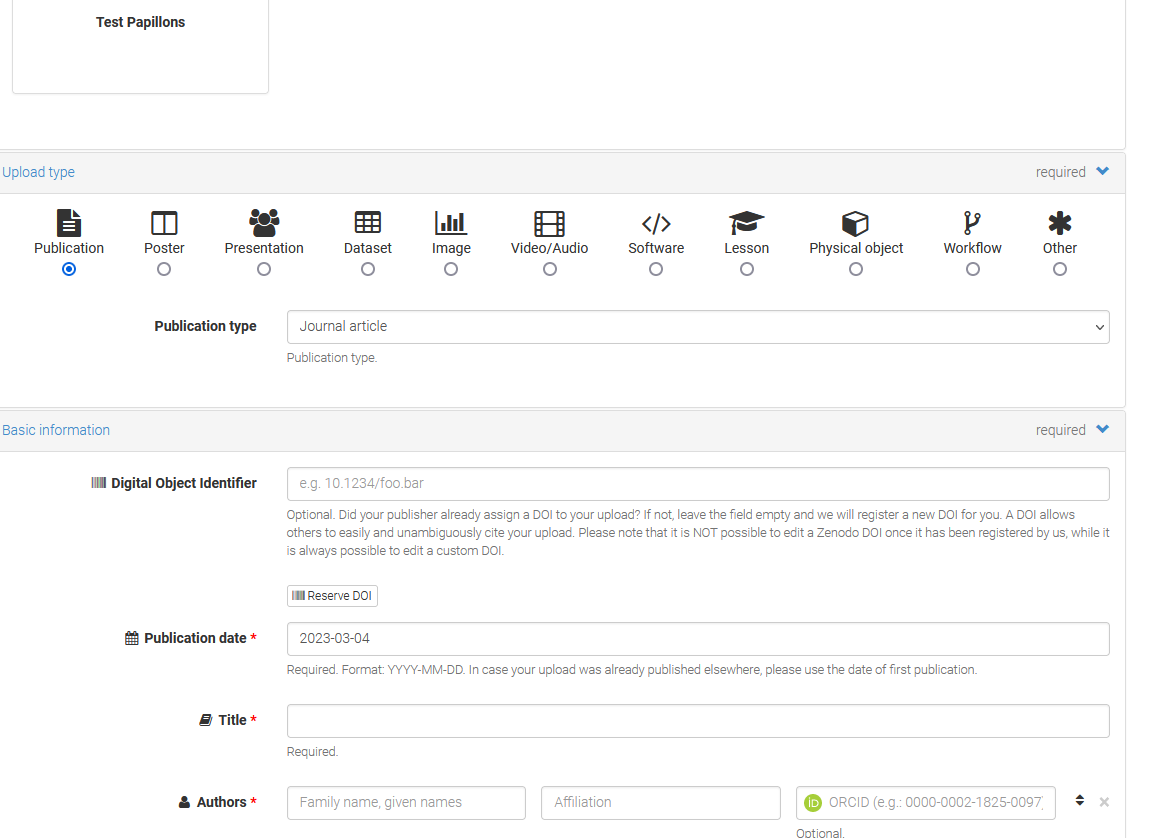 Test Papillons
Upload type required
Publication Poster Presentation Dataset Image Video/Audio Software Lesson Physical object Workflow Other
Publication type Journal article
Publication type.
Basic information required
Digital Object Identifier e.g. 10.1234/foo.bar
Optional. Did your publisher already assign a DOI to your upload? If not, leave the field empty and we will register a new DOI for you. A DOI allows
others to easily and unambiguously cite your upload. Please note that it is NOT possible to edit a Zenodo DOI once it has been registered by us, while it
is always possible to edit a custom DOI.
Reserve DOI
Publication date * 2023-03-04
Required. Format: YYYY-MM-DD. In case your upload was already published elsewhere, please use the date of first publication.
Title *
Required.
Authors * Family name, given names Affiliation iD ORCID (e.g.: 0000-0002-1825-0097)
Optional.